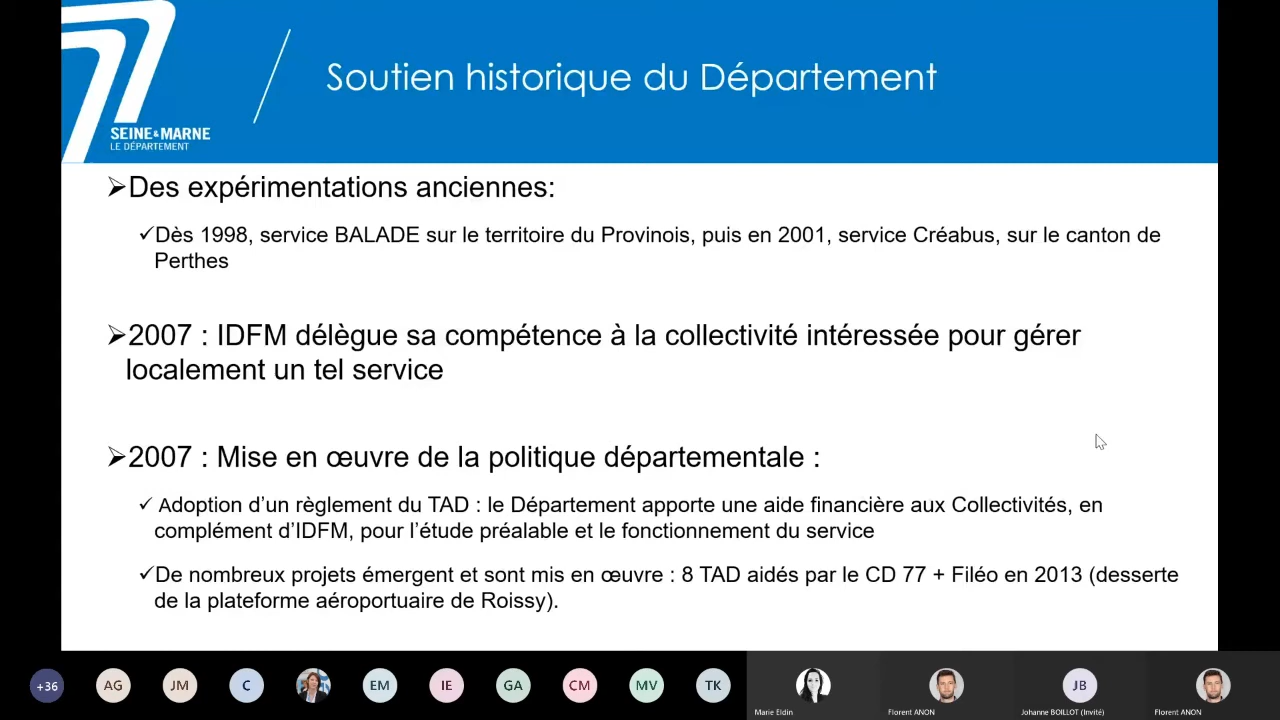 77
SEINE&MARNE
LE DÉPARTEMENT
Soutien historique du Département
➢Des expérimentations anciennes:
✓Dès 1998, service BALADE sur le territoire du Provinois, puis en 2001, service Créabus, sur le canton de
Perthes
➢2007 : IDFM délègue sa compétence à la collectivité intéressée pour gérer
localement un tel service
➢2007 : Mise en œuvre de la politique départementale :
✓ Adoption d’un règlement du TAD : le Département apporte une aide financière aux Collectivités, en
complément d’IDFM, pour l’étude préalable et le fonctionnement du service
✓De nombreux projets émergent et sont mis en œuvre : 8 TAD aidés par le CD 77 + Filéo en 2013 (desserte
de la plateforme aéroportuaire de Roissy).
+36 AG JM C EM IE GA CM MV TK JB
Marie Eldin Florent ANON Johanne BOILLOT (Invité) Florent ANON